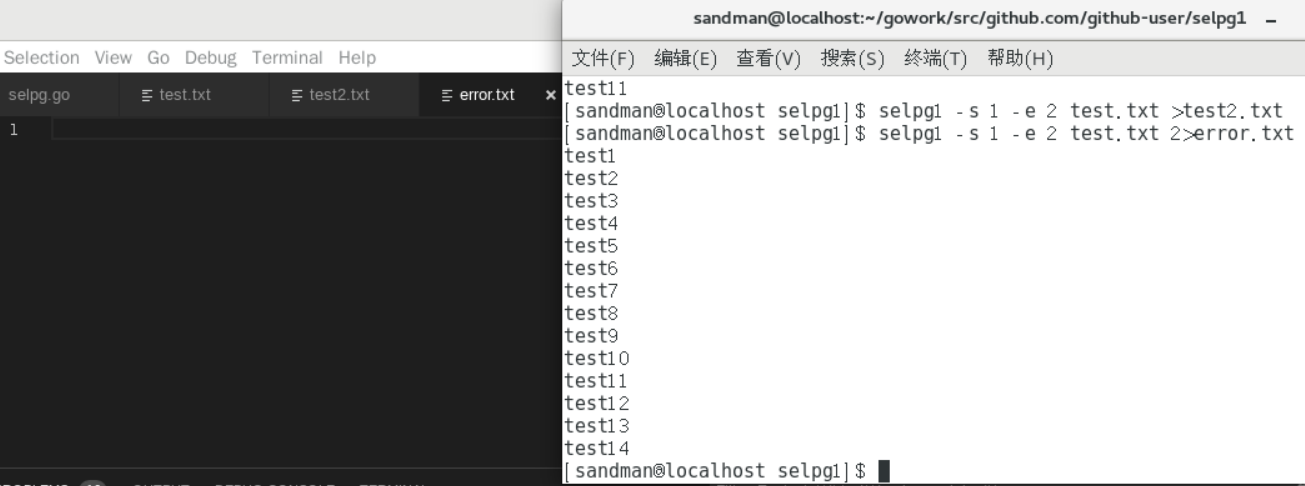 Selection View Go Debug Terminal Help
selpg.go test.txt test2.txt error.txt ×
1
sandman@localhost:~/gowork/src/github.com/github-user/selpg1 –
文件(F) 编辑(E) 查看(V) 搜索(S) 终端(T) 帮助(H)
test11
[sandman@localhost selpg1]$ selpg1 -s 1 -e 2 test.txt >test2.txt
[sandman@localhost selpg1]$ selpg1 -s 1 -e 2 test.txt 2>error.txt
test1
test2
test3
test4
test5
test6
test7
test8
test9
test10
test11
test12
test13
test14
[sandman@localhost selpg1]$